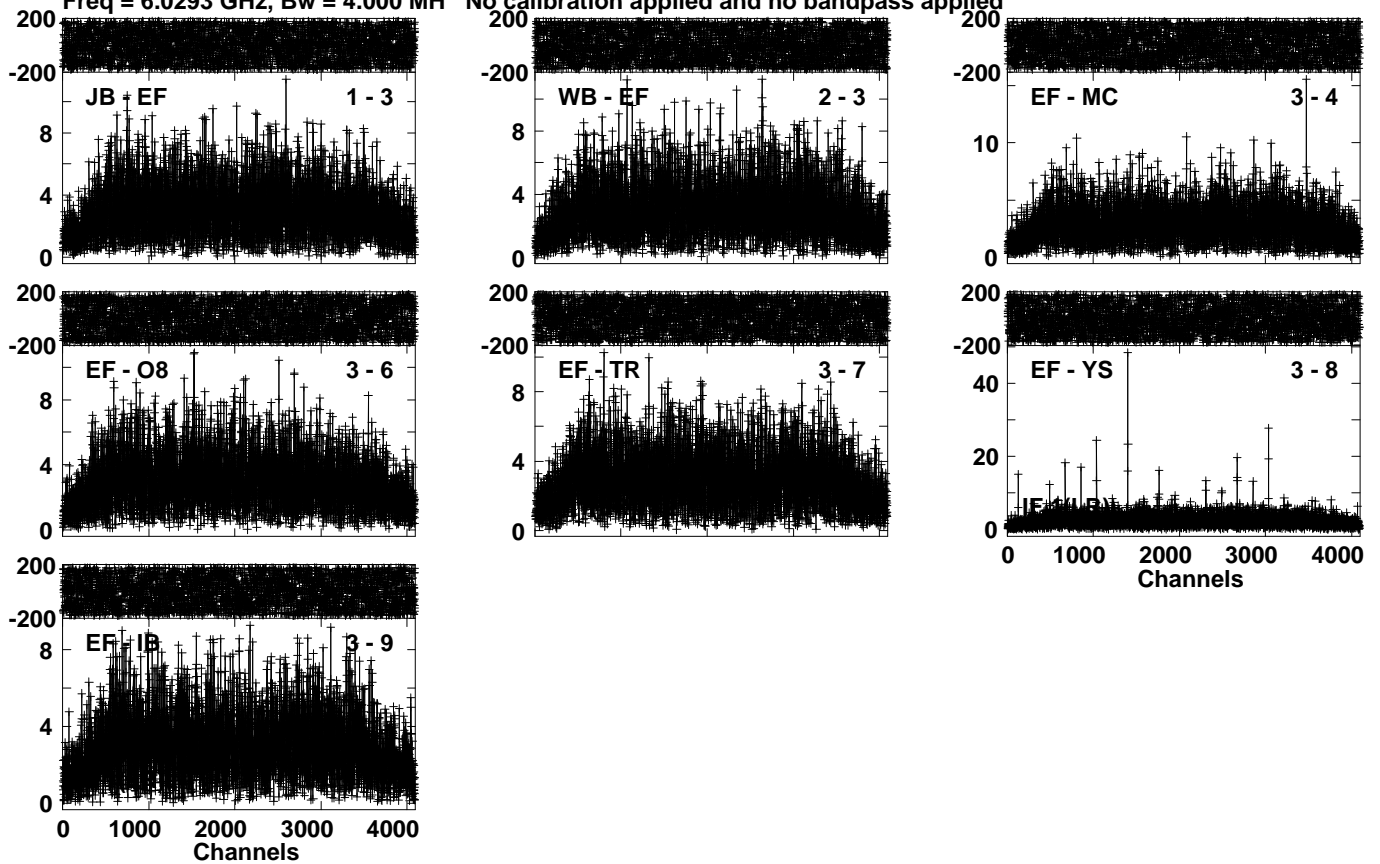 Freq = 6.0293 GHz, Bw = 4.000 MH No calibration applied and no bandpass applied
200 200 200
-200 -200 -200
JB - EF 1 - 3 WB - EF 2 - 3 EF - MC 3 - 4
8 8 10
4 4
0 0 0
200 200 200
-200 -200 -200
EF - O8 3 - 6 EF - TR 3 - 7 EF - YS 3 - 8
8 8 40
4 4 20
IF 1(LR)
0 0 0
0 1000 2000 3000 4000
Channels
200
-200
EF - IB 3 - 9
8
4
0
0 1000 2000 3000 4000
Channels